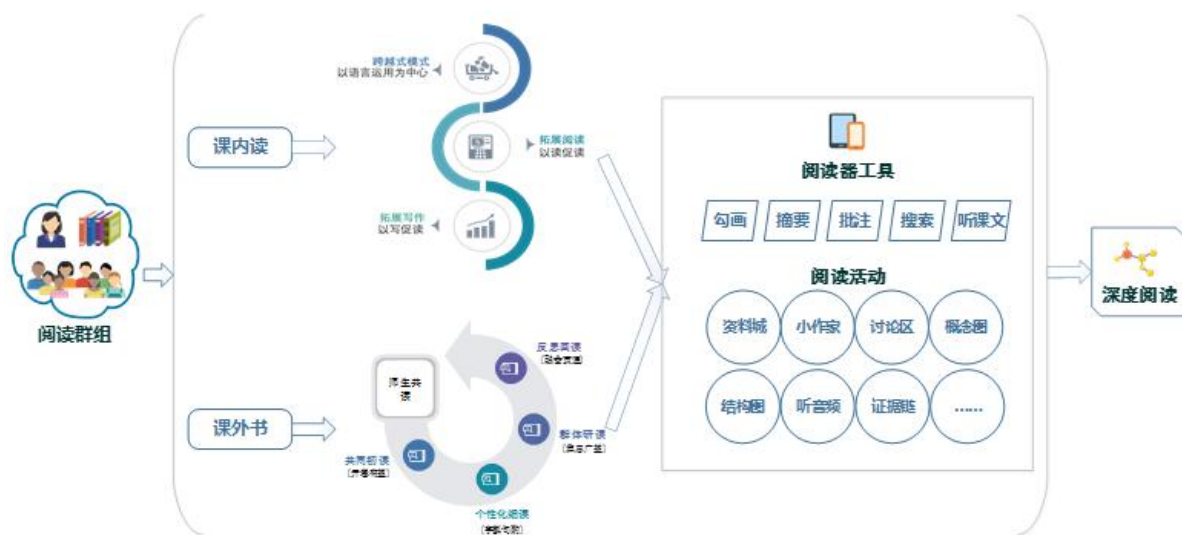 阅读群组
课内读
跨越式模式
以语言运用为中心
拓展阅读
以读促读
拓展写作
以写促读
课外书
师生共
读
共同初读
个性化细读
群体研读
反思回读
阅读器工具
勾画
摘要
批注
搜索
听课文
阅读活动
资料城
小作家
讨论区
概念图
结构图
听音频
证据链
……
深度阅读